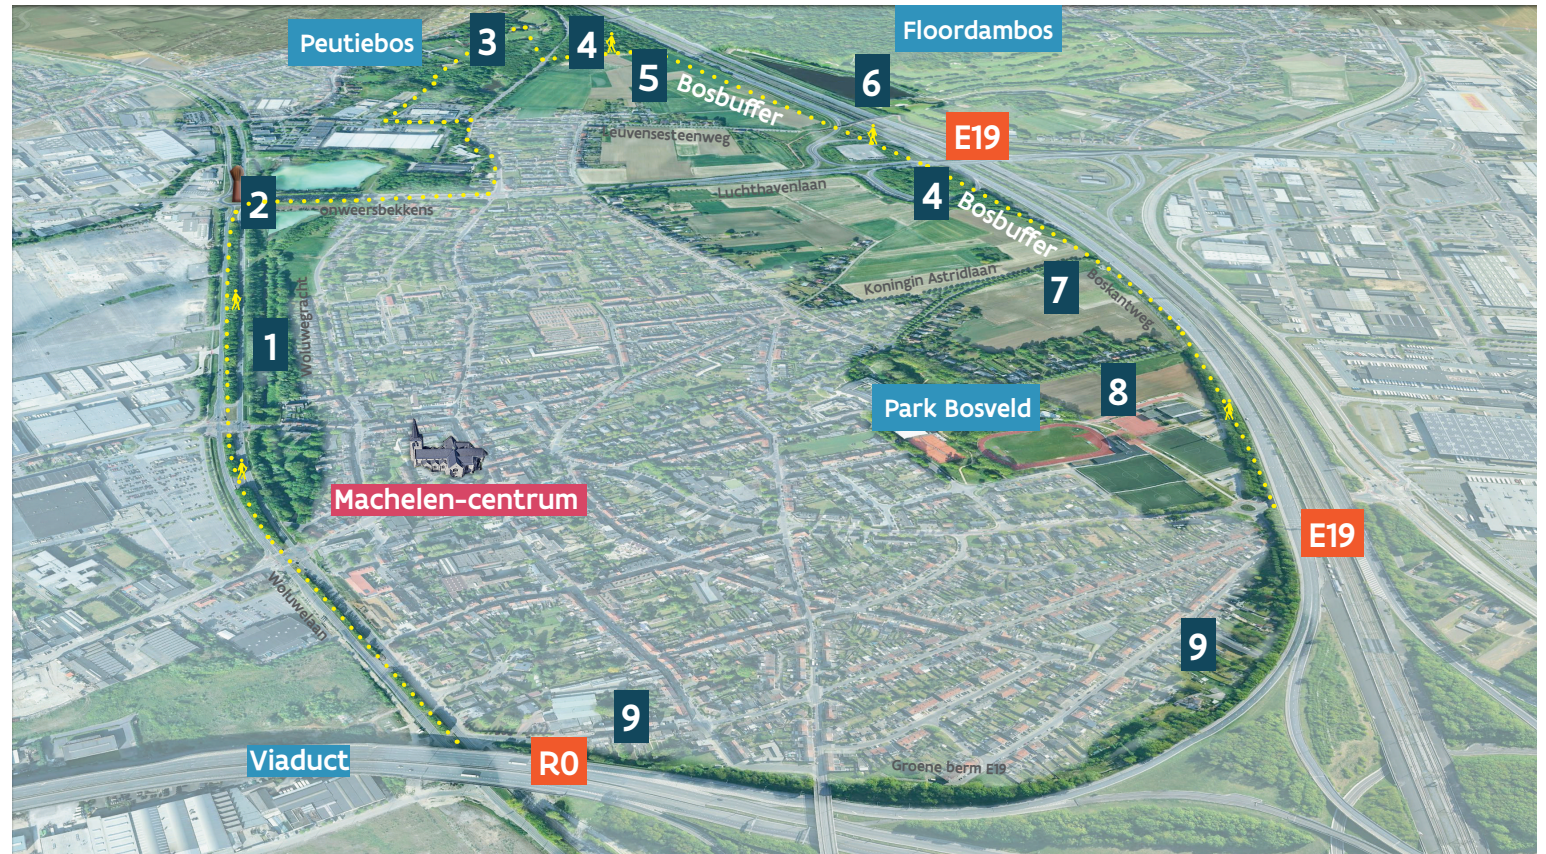 Floordambos
Peutiebos
3
4
5
Bosbuffer
6
E19
Leuvensesteenweg
Luchthavenlaan
4
Bosbuffer
2
onweersbekkens
Koningin Astridlaan
7
Boskantweg
Woluwegracht
1
8
Park Bosveld
Machelen-centrum
E19
Woluwelaan
9
9
Viaduct
R0
Groene berm E19